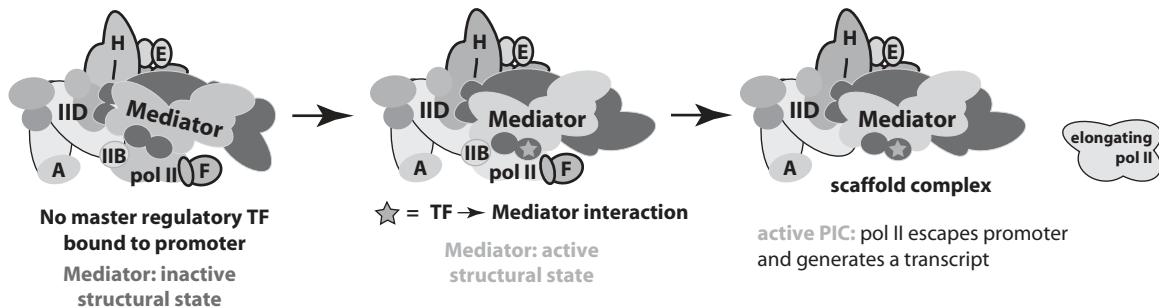 H
E
IID
Mediator
IIB
A
pol II
F
No master regulatory TF
bound to promoter
Mediator: inactive
structural state
H
E
IID
Mediator
IIB
A
pol II
F
= TF → Mediator interaction
Mediator: active
structural state
H
E
IID
Mediator
A
scaffold complex
active PIC: pol II escapes promoter
and generates a transcript
elongating
pol II